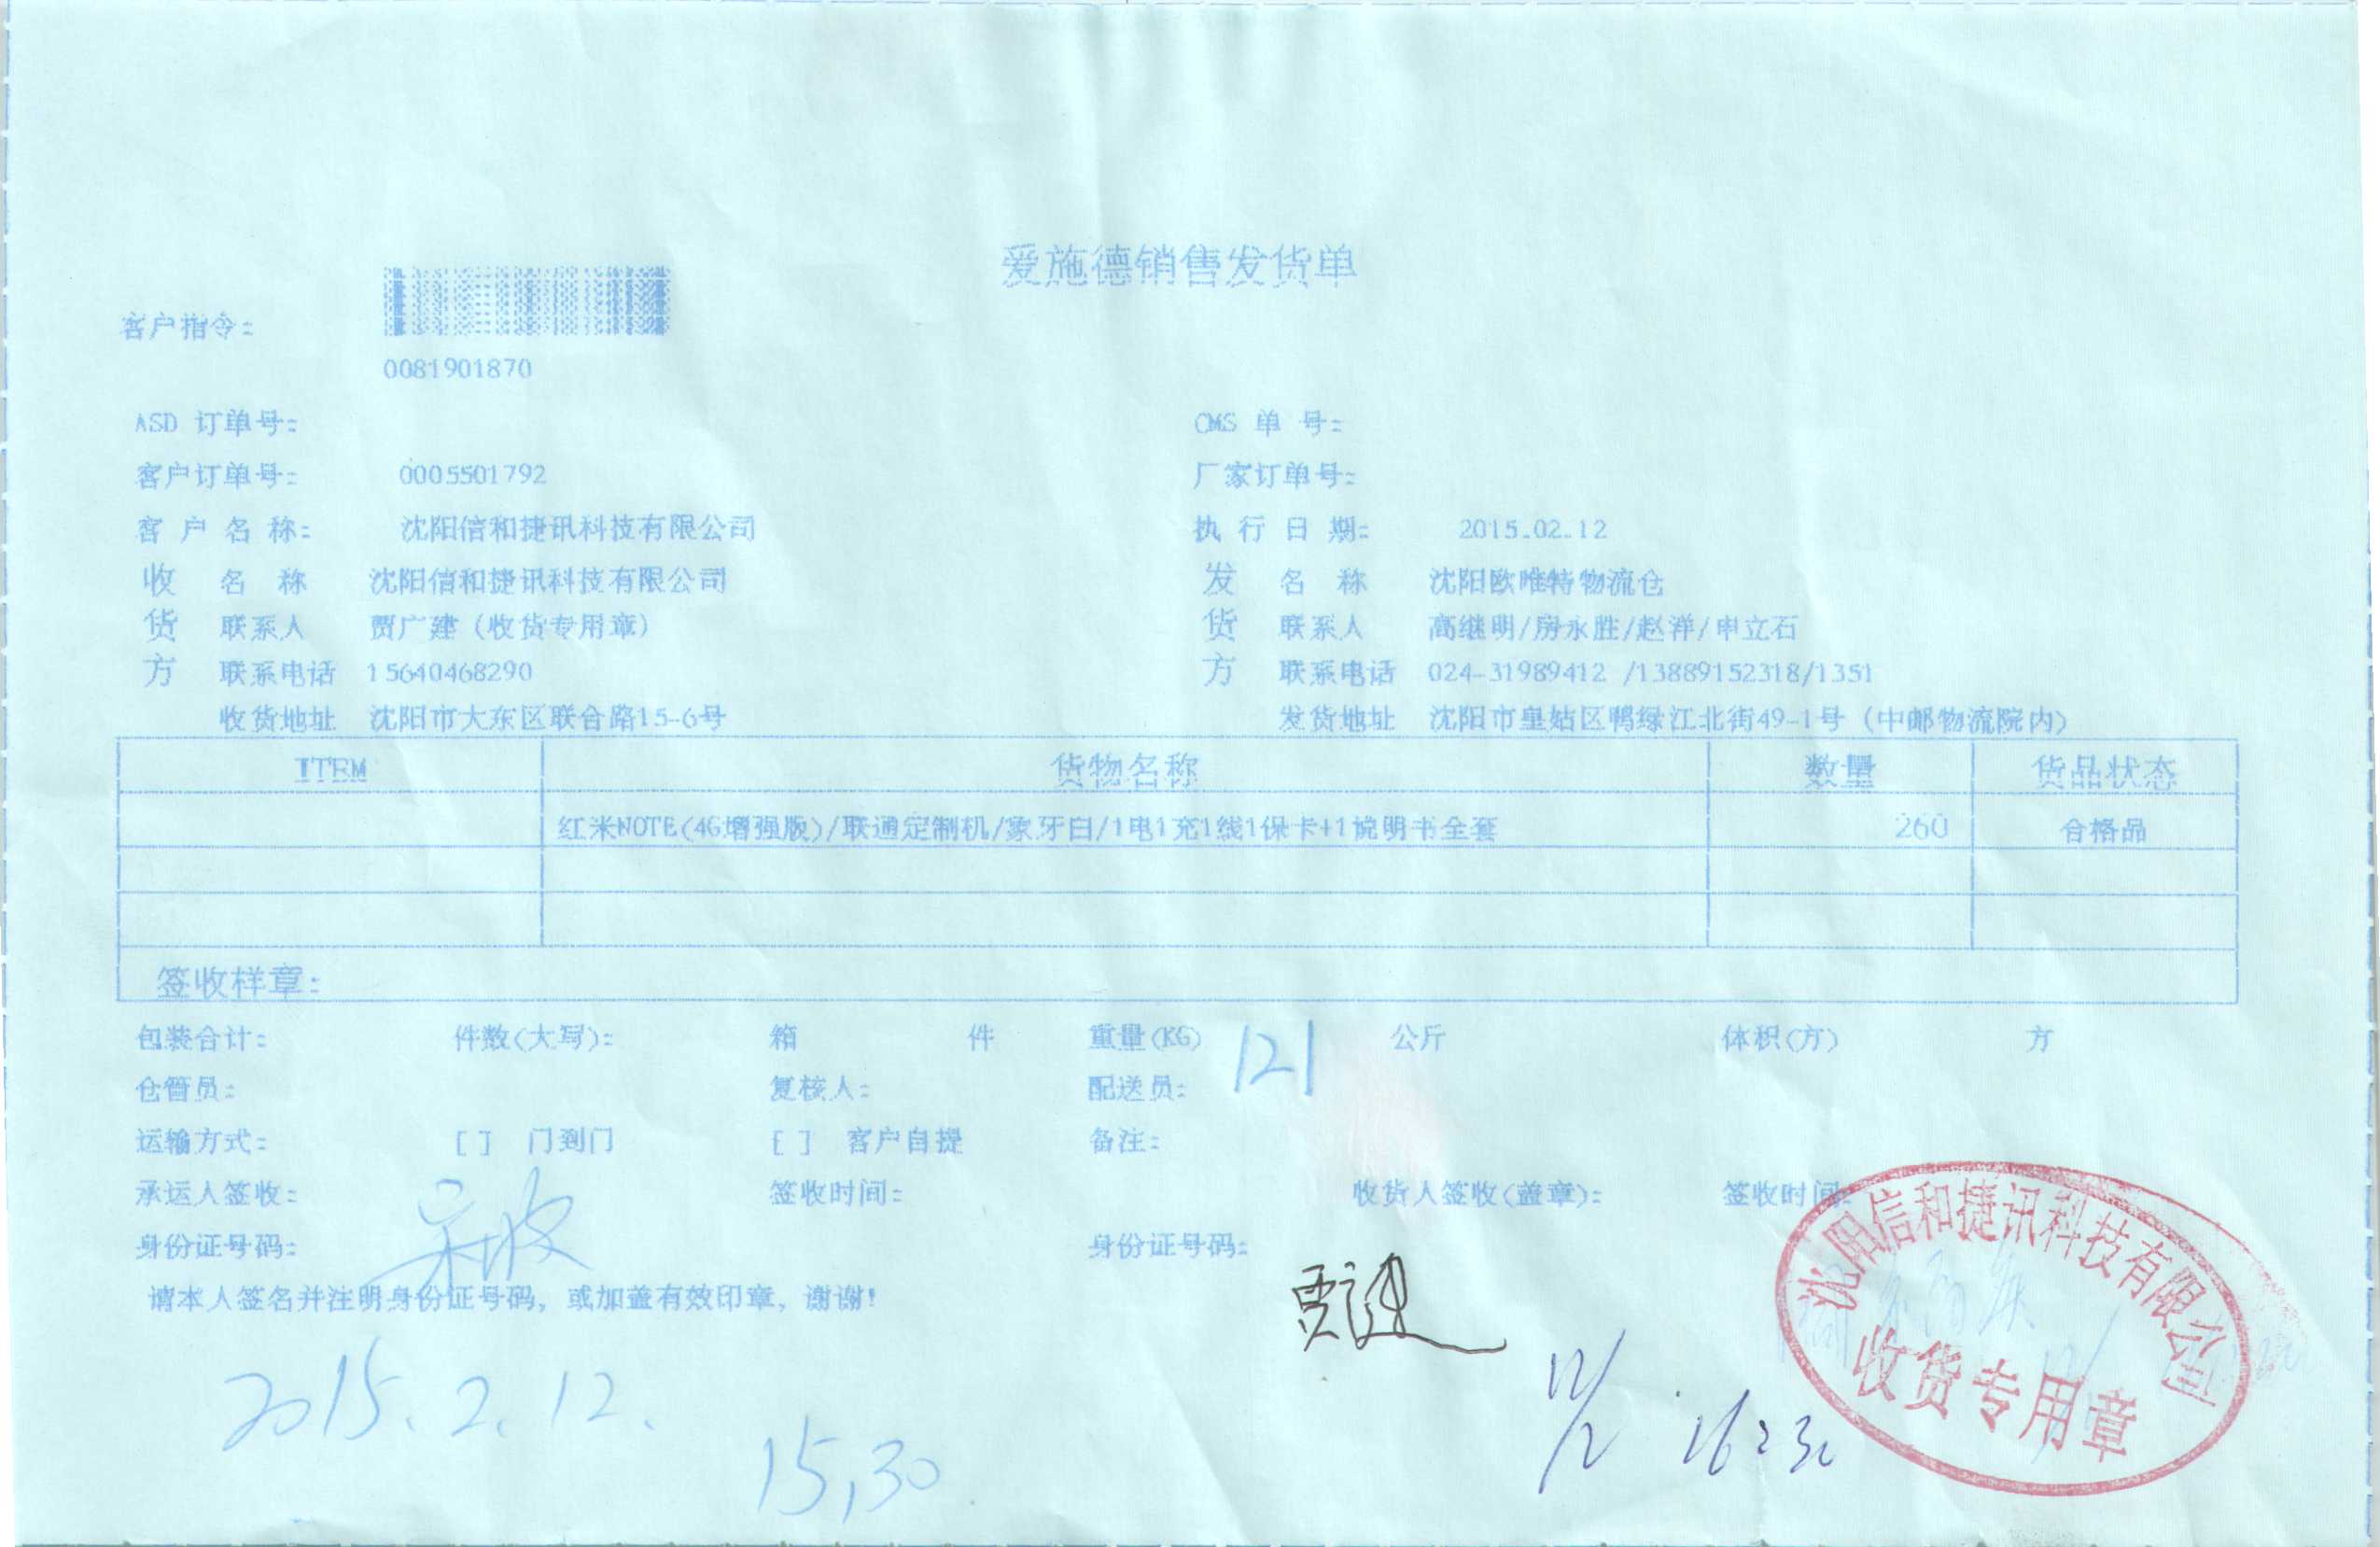 爱施德销售发货单
客户指令:
0081901870
ASD 订单号:
CMS 单 号:
客户订单号: 0005501792
厂家订单号:
客 户 名 称: 沈阳信和捷讯科技有限公司
执 行 日 期: 2015.02.12
收 名 称 沈阳信和捷讯科技有限公司
发 名 称 沈阳欧唯特物流仓
货 联系人 贾广建（收货专用章）
货 联系人 高继明/房永胜/赵洋/申立石
方 联系电话 15640468290
方 联系电话 024-31989412 /13889152318/1351
收货地址 沈阳市大东区联合路15-6号
发货地址 沈阳市皇姑区鸭绿江北街49-1号（中邮物流院内）
ITEM 货物名称 数量 货品状态
红米NOTE(4G增强版)/联通定制机/象牙白/1电1充1线1保卡+1说明书全套 260 合格品
签收样章:
包装合计: 件数(大写): 箱 件 重量(KG) 121 公斤 体积(方) 方
仓管员: 复核人: 配送员:
运输方式: [ ] 门到门 [ ] 客户自提 备注:
承运人签收: 签收时间: 收货人签收(盖章): 签收时间:
身份证号码: 身份证号码:
请本人签名并注明身份证号码, 或加盖有效印章, 谢谢!
2015.2.12.
15,30
12/2 16:30
沈阳信和捷讯科技有限公司
收货专用章